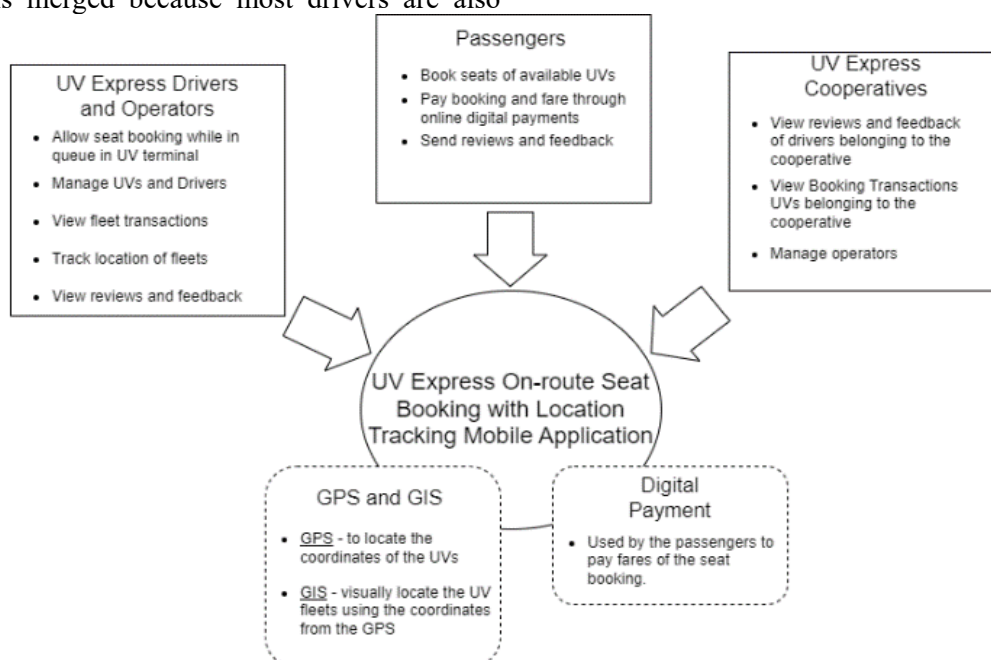 is merged because most drivers are also
Passengers
• Book seats of available UVs
• Pay booking and fare through
online digital payments
• Send reviews and feedback
UV Express Drivers
and Operators
• Allow seat booking while in
queue in UV terminal
• Manage UVs and Drivers
• View fleet transactions
• Track location of fleets
• View reviews and feedback
UV Express
Cooperatives
• View reviews and feedback
of drivers belonging to the
cooperative
• View Booking Transactions
UVs belonging to the
cooperative
• Manage operators
UV Express On-route Seat
Booking with Location
Tracking Mobile Application
GPS and GIS
• GPS - to locate the
coordinates of the UVs
• GIS - visually locate the UV
fleets using the coordinates
from the GPS
Digital
Payment
• Used by the passengers to
pay fares of the seat
booking.